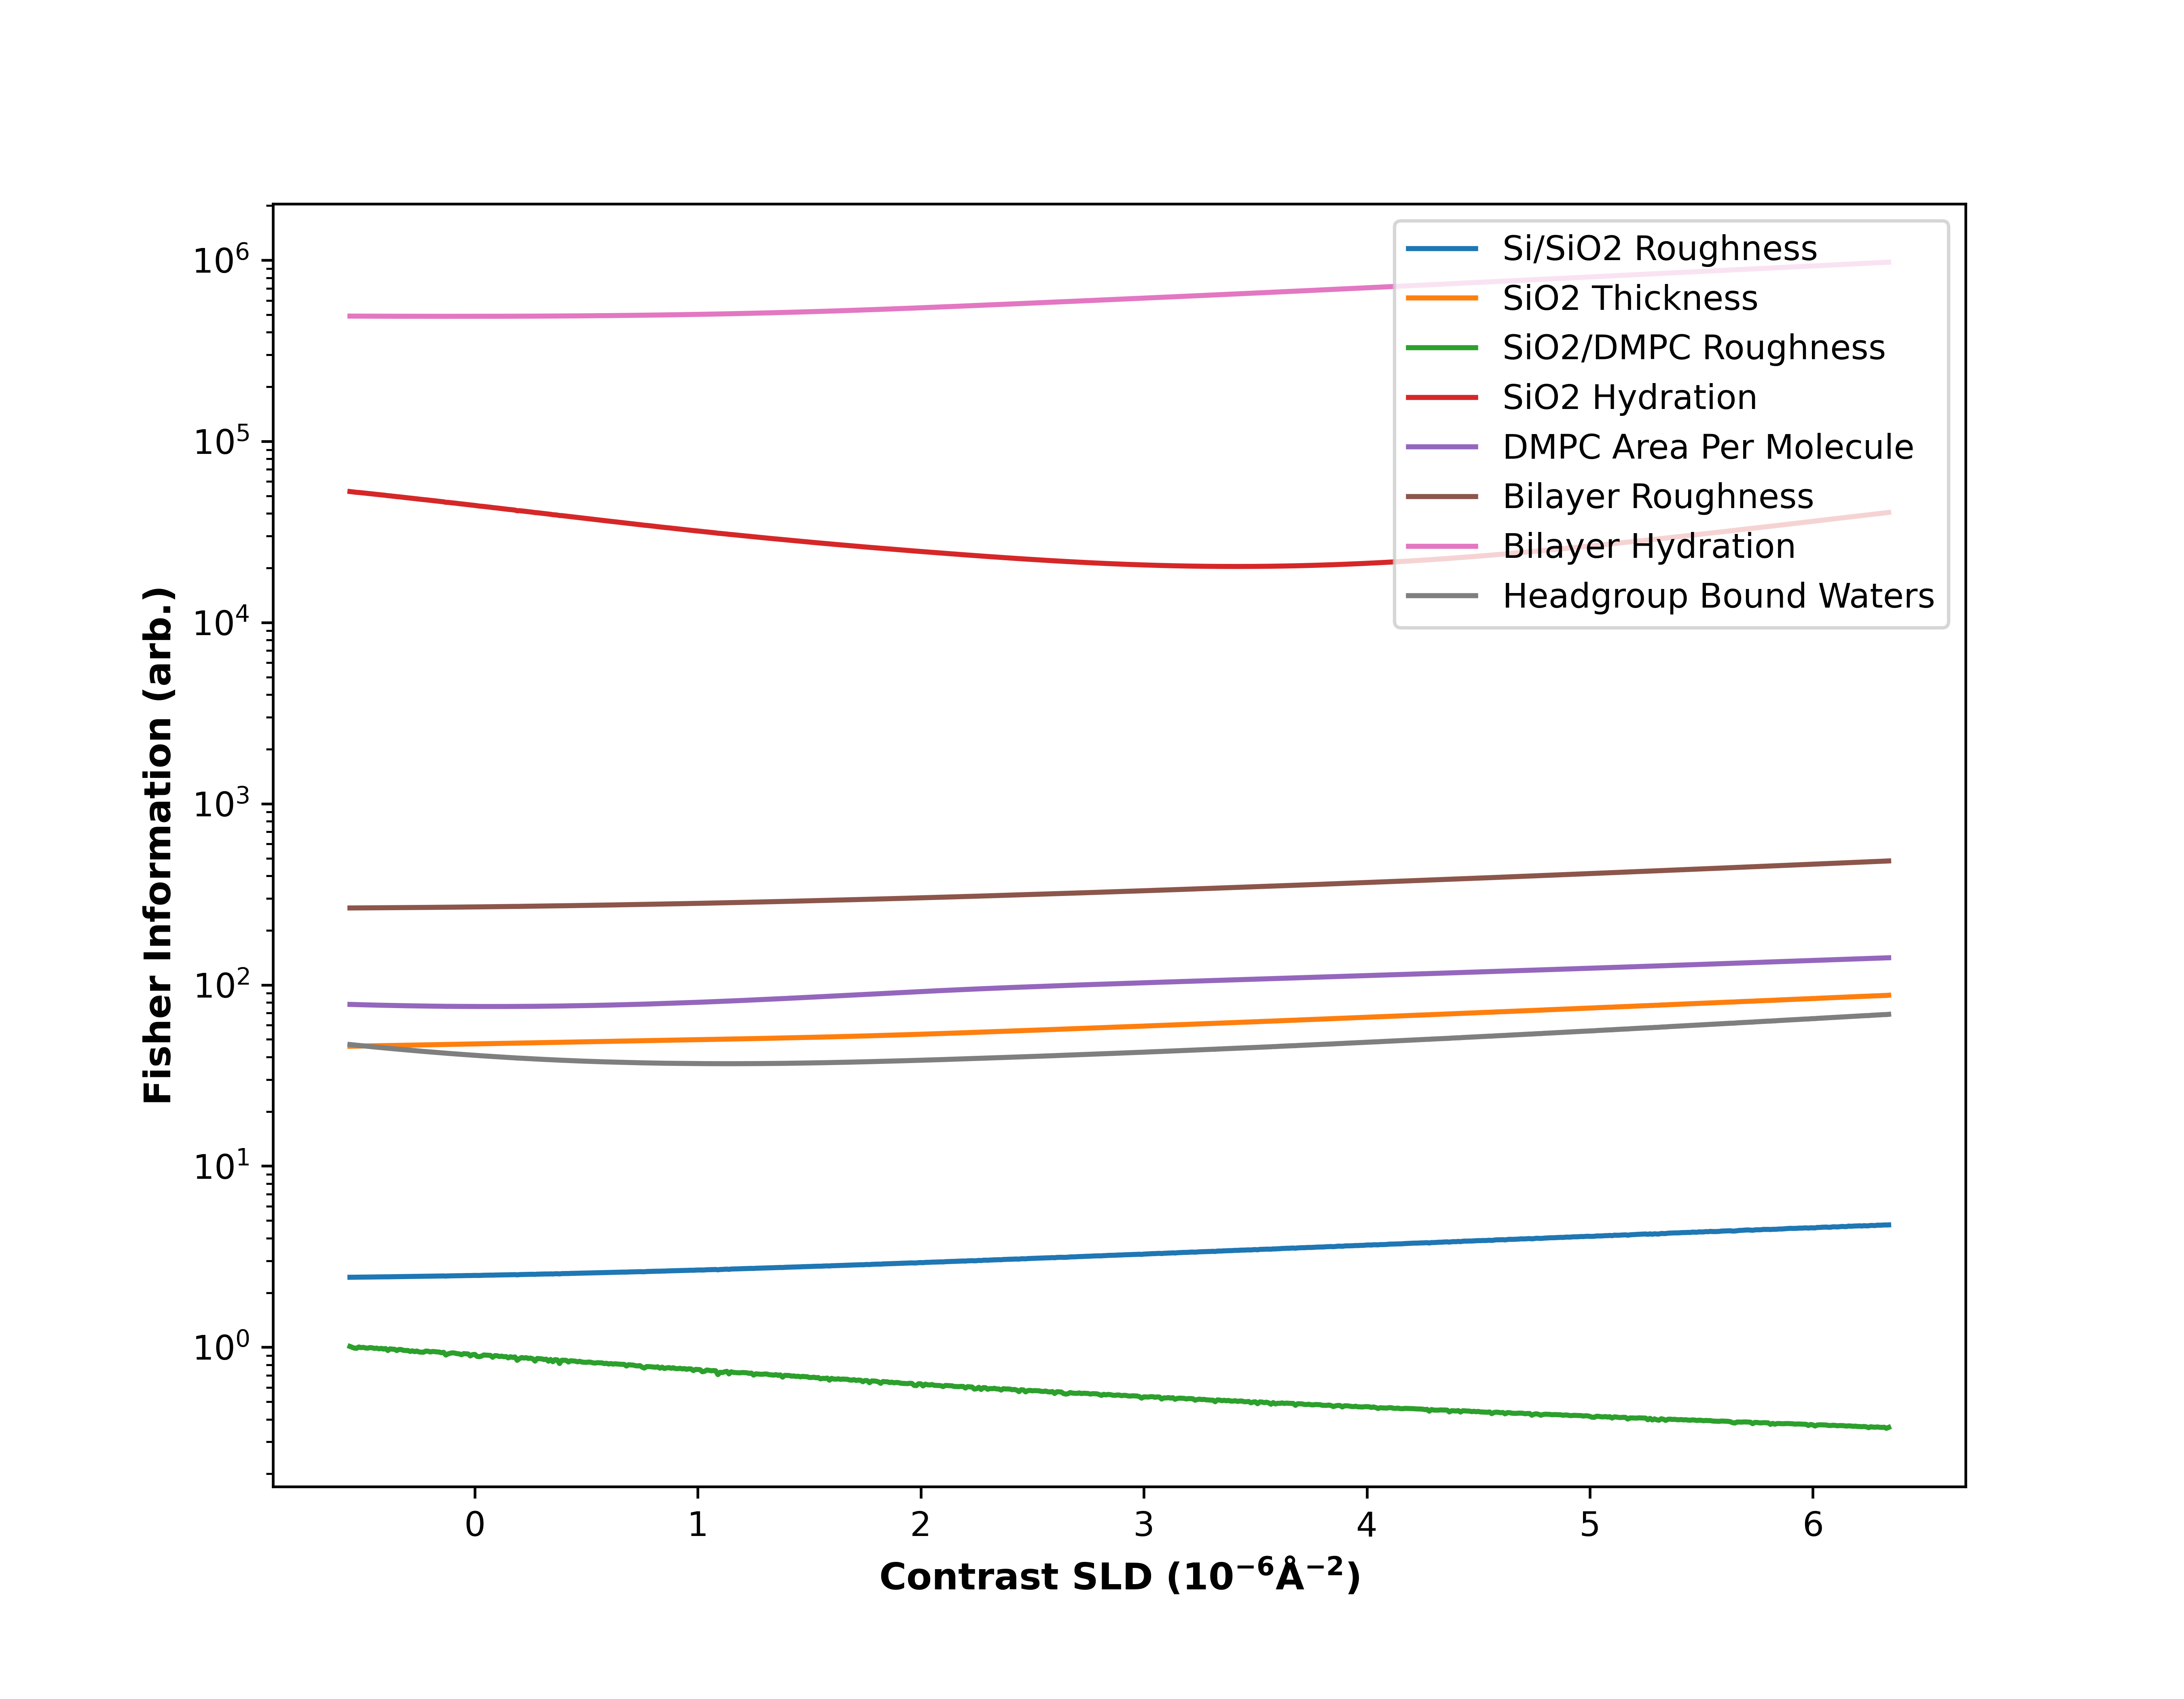 Si/SiO2 Roughness
SiO2 Thickness
SiO2/DMPC Roughness
SiO2 Hydration
DMPC Area Per Molecule
Bilayer Roughness
Bilayer Hydration
Headgroup Bound Waters
Fisher Information (arb.)
10⁶
10⁵
10⁴
10³
10²
10¹
10⁰
0 1 2 3 4 5 6
Contrast SLD (10⁻⁶Å⁻²)